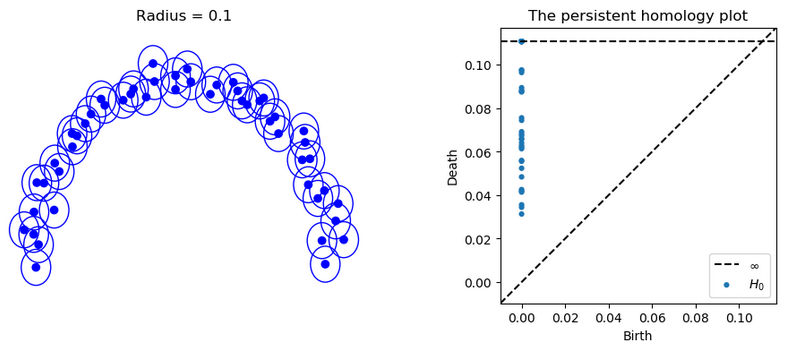 Radius = 0.1
The persistent homology plot
Death
0.10
0.08
0.06
0.04
0.02
0.00
∞
H₀
0.00 0.02 0.04 0.06 0.08 0.10
Birth